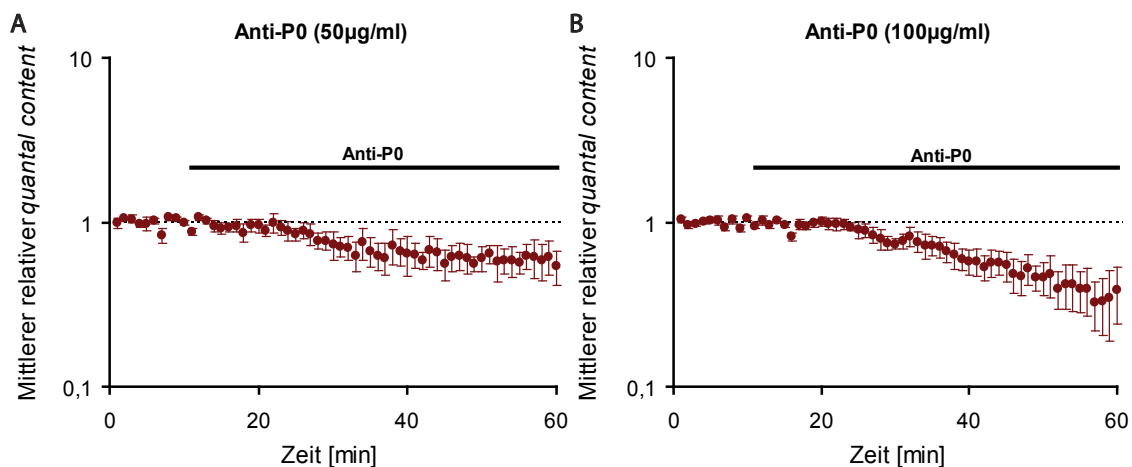 A
Anti-P0 (50µg/ml)
Mittlerer relativer quantal content
10
1
0,1
Anti-P0
0
20
40
60
Zeit [min]
B
Anti-P0 (100µg/ml)
Mittlerer relativer quantal content
10
1
0,1
Anti-P0
0
20
40
60
Zeit [min]